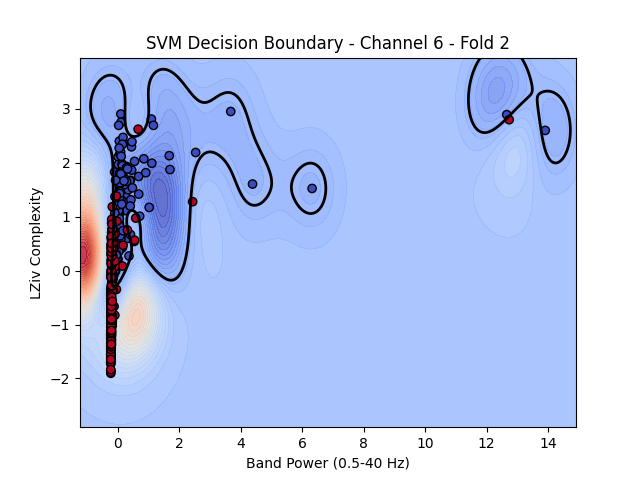 SVM Decision Boundary - Channel 6 - Fold 2
LZiv Complexity
3
2
1
0
−1
−2
0 2 4 6 8 10 12 14
Band Power (0.5-40 Hz)